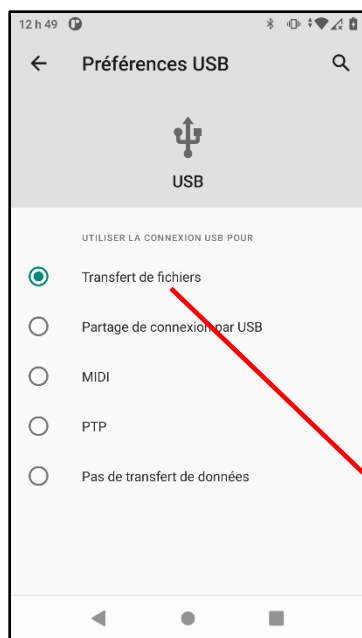 12 h 49
Préférences USB
USB
UTILISER LA CONNEXION USB POUR
Transfert de fichiers
Partage de connexion par USB
MIDI
PTP
Pas de transfert de données